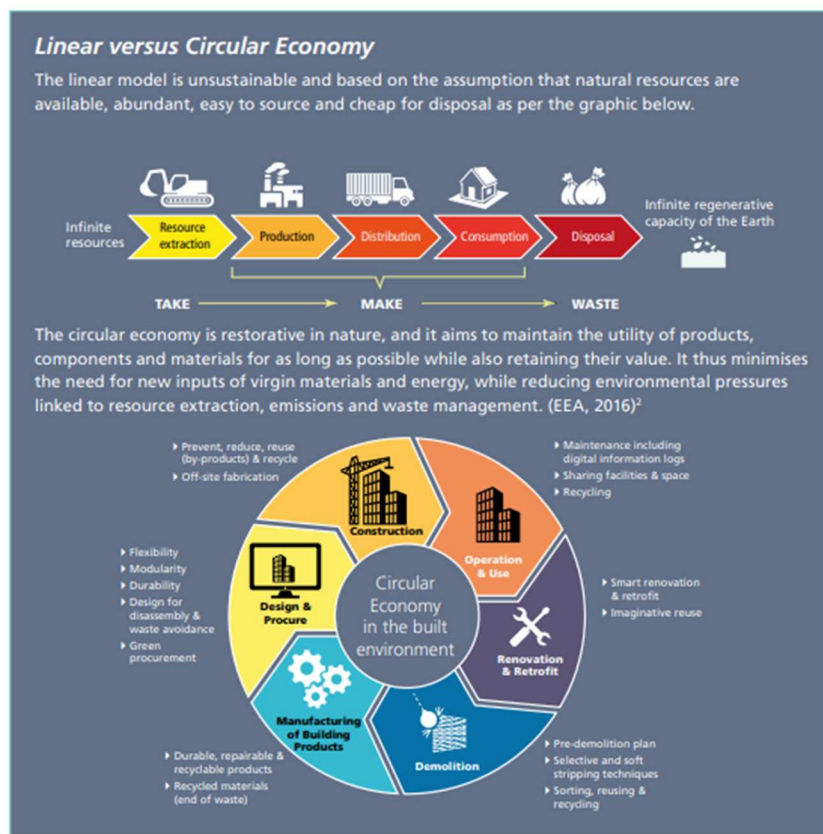 Linear versus Circular Economy
The linear model is unsustainable and based on the assumption that natural resources are
available, abundant, easy to source and cheap for disposal as per the graphic below.
Infinite
resources
Resource
extraction
Production
Distribution
Consumption
Disposal
Infinite regenerative
capacity of the Earth
TAKE
MAKE
WASTE
The circular economy is restorative in nature, and it aims to maintain the utility of products,
components and materials for as long as possible while also retaining their value. It thus minimises
the need for new inputs of virgin materials and energy, while reducing environmental pressures
linked to resource extraction, emissions and waste management. (EEA, 2016)²
Prevent, reduce, reuse
(by-products) & recycle
Off-site fabrication
Construction
Maintenance including
digital information logs
Sharing facilities & space
Recycling
Operation
& Use
Flexibility
Modularity
Durability
Design for
disassembly &
waste avoidance
Green
procurement
Design &
Procure
Circular
Economy
in the built
environment
Smart renovation
& retrofit
Imaginative reuse
Renovation
& Retrofit
Manufacturing
of Building
Products
Durable, repairable &
recyclable products
Recycled materials
(end of waste)
Demolition
Pre-demolition plan
Selective and soft
stripping techniques
Sorting, reusing &
recycling